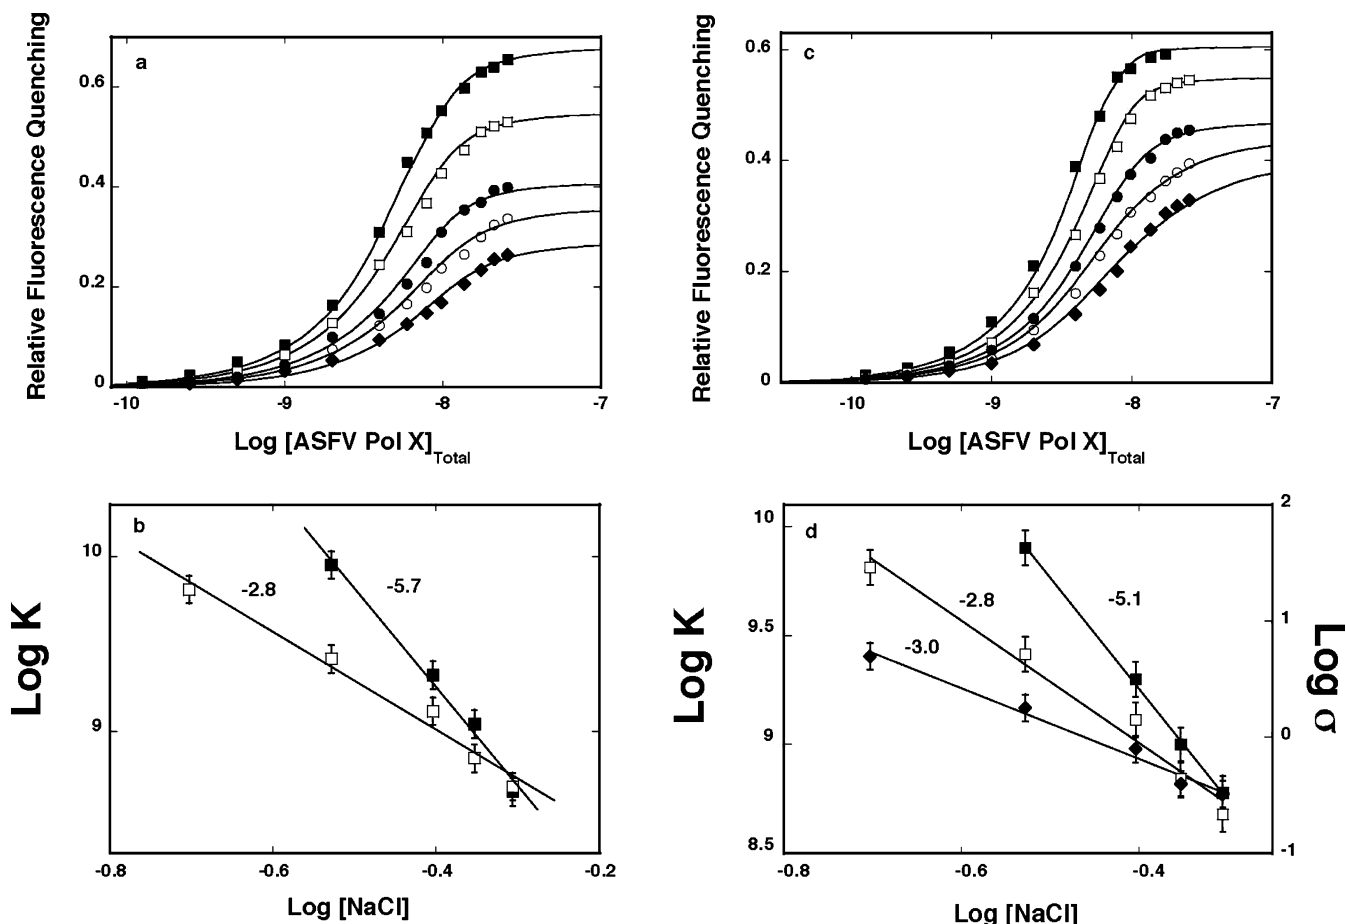 a
Relative Fluorescence Quenching
0.6
0.4
0.2
0
-10
-9
-8
-7
Log [ASFV Pol X]Total
c
Relative Fluorescence Quenching
0.6
0.4
0.2
0
-10
-9
-8
-7
Log [ASFV Pol X]Total
b
Log K
10
9
-2.8
-5.7
-0.8
-0.6
-0.4
-0.2
Log [NaCl]
d
Log K
10
9.5
9
8.5
-2.8
-5.1
-3.0
2
1
0
-1
Log σ
-0.8
-0.6
-0.4
Log [NaCl]